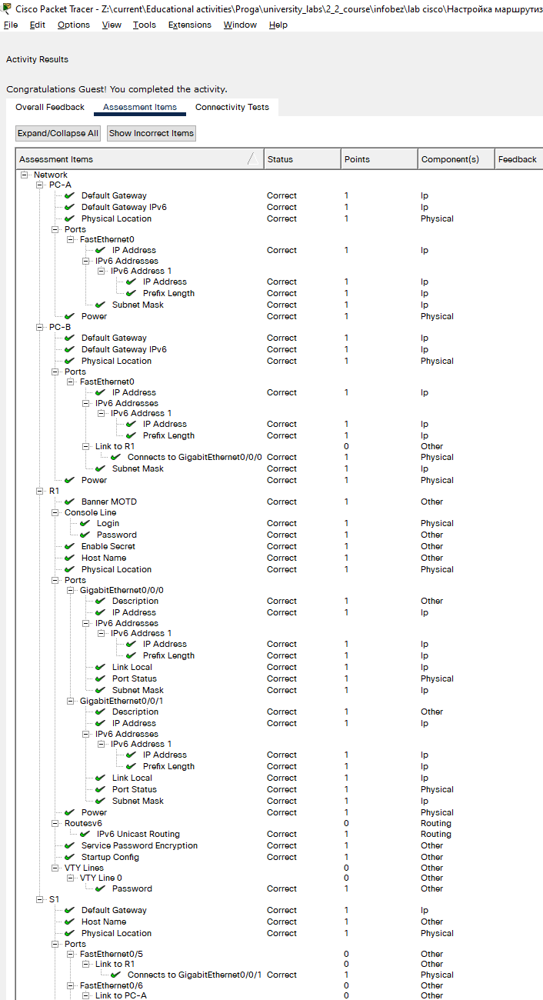 Cisco Packet Tracer - Z:\current\Educational activities\Proga\university_labs\2_2_course\infobez\lab cisco\Настройка маршрутиз
File Edit Options View Tools Extensions Window Help
Activity Results
Congratulations Guest! You completed the activity.
Overall Feedback Assessment Items Connectivity Tests
Expand/Collapse All Show Incorrect Items
Assessment Items Status Points Component(s) Feedback
Network
PC-A
Default Gateway Correct 1 Ip
Default Gateway IPv6 Correct 1 Ip
Physical Location Correct 1 Physical
Ports
FastEthernet0
IP Address Correct 1 Ip
IPv6 Addresses
IPv6 Address 1
IP Address Correct 1 Ip
Prefix Length Correct 1 Ip
Subnet Mask Correct 1 Ip
Power Correct 1 Physical
PC-B
Default Gateway Correct 1 Ip
Default Gateway IPv6 Correct 1 Ip
Physical Location Correct 1 Physical
Ports
FastEthernet0
IP Address Correct 1 Ip
IPv6 Addresses
IPv6 Address 1
IP Address Correct 1 Ip
Prefix Length Correct 1 Ip
Link to R1 0 Other
Connects to GigabitEthernet0/0/0 Correct 1 Physical
Subnet Mask Correct 1 Ip
Power Correct 1 Physical
R1
Banner MOTD Correct 1 Other
Console Line
Login Correct 1 Physical
Password Correct 1 Other
Enable Secret Correct 1 Other
Host Name Correct 1 Other
Physical Location Correct 1 Physical
Ports
GigabitEthernet0/0/0
Description Correct 1 Other
IP Address Correct 1 Ip
IPv6 Addresses
IPv6 Address 1
IP Address Correct 1 Ip
Prefix Length Correct 1 Ip
Link Local Correct 1 Ip
Port Status Correct 1 Physical
Subnet Mask Correct 1 Ip
GigabitEthernet0/0/1
Description Correct 1 Other
IP Address Correct 1 Ip
IPv6 Addresses
IPv6 Address 1
IP Address Correct 1 Ip
Prefix Length Correct 1 Ip
Link Local Correct 1 Ip
Port Status Correct 1 Physical
Subnet Mask Correct 1 Ip
Power Correct 1 Physical
Routesv6 0 Routing
IPv6 Unicast Routing Correct 1 Routing
Service Password Encryption Correct 1 Other
Startup Config Correct 1 Other
VTY Lines 0 Other
VTY Line 0 0 Other
Password Correct 1 Other
S1
Default Gateway Correct 1 Ip
Host Name Correct 1 Other
Physical Location Correct 1 Physical
Ports
FastEthernet0/5 0 Other
Link to R1 0 Other
Connects to GigabitEthernet0/0/1 Correct 1 Physical
FastEthernet0/6 0 Other
Link to PC-A 0 Other